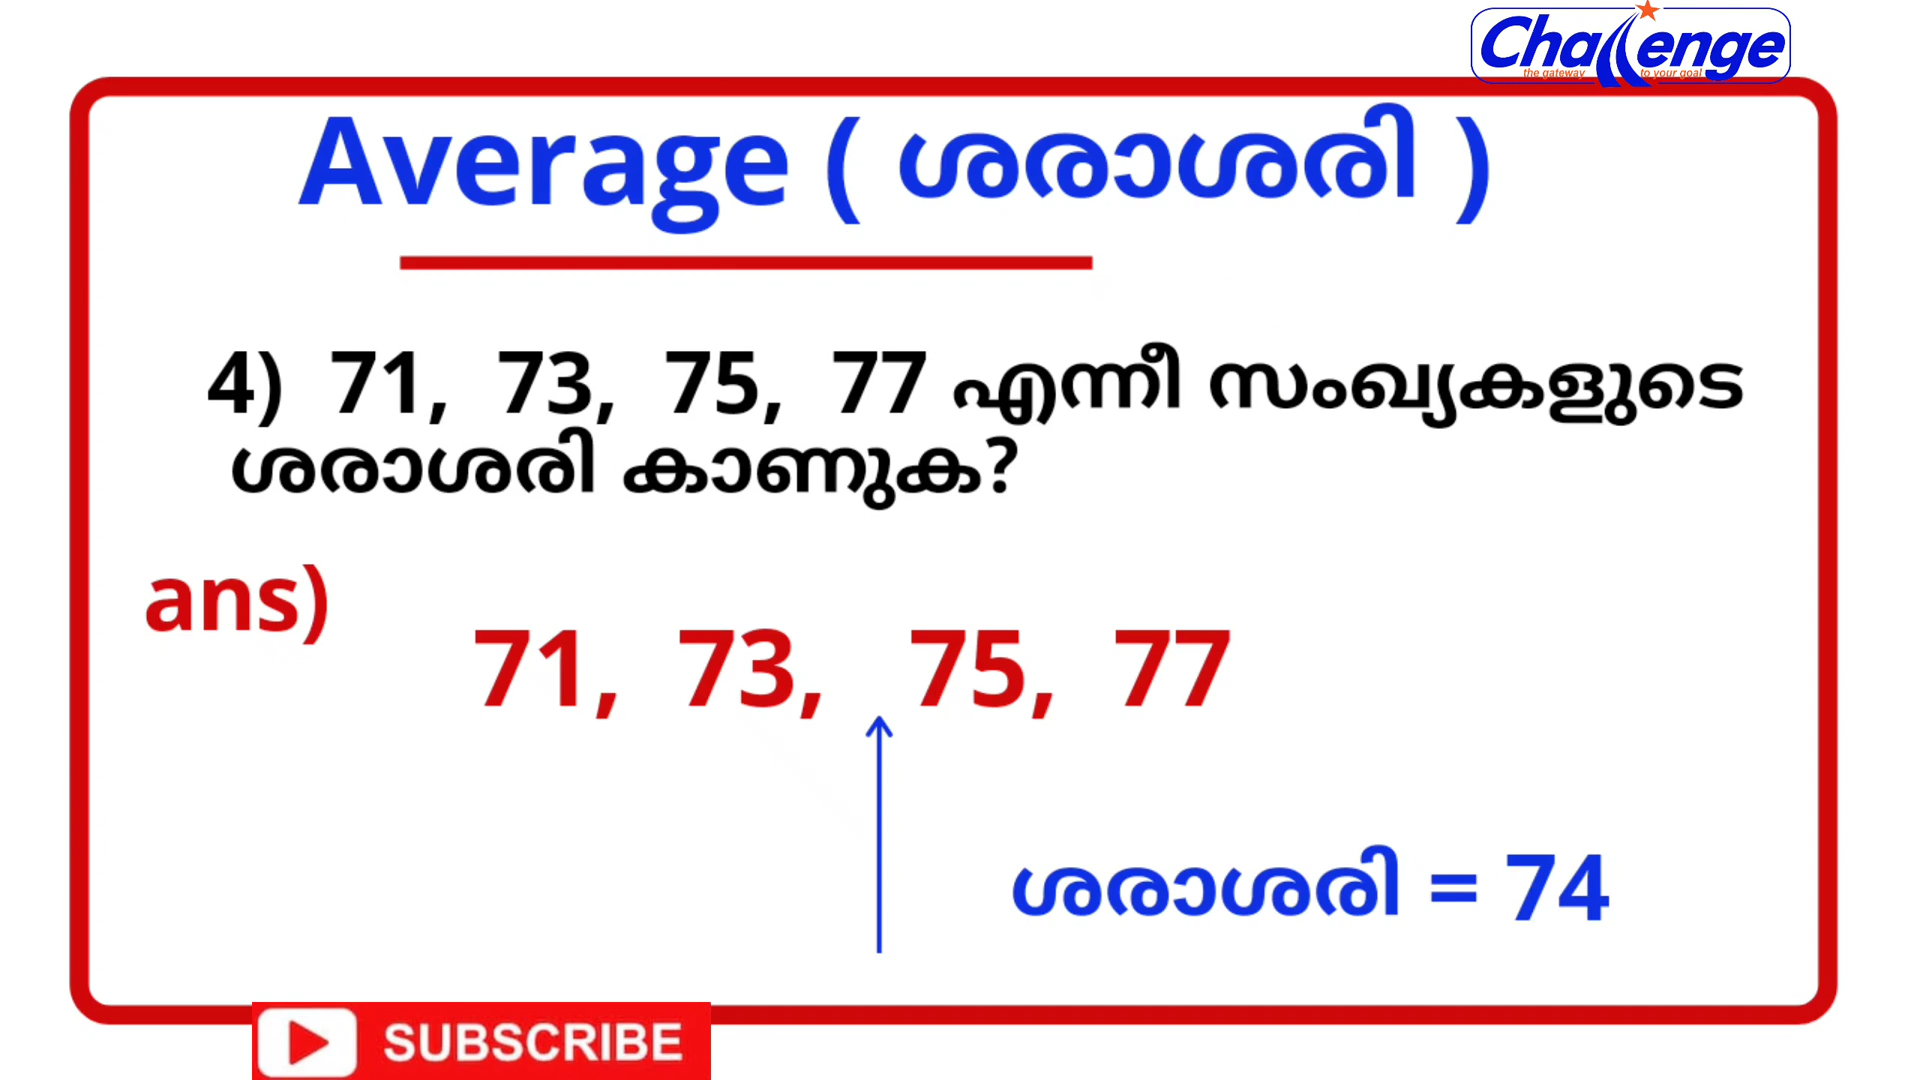 Challenge
the gateway to your goal
Average ( ശരാശരി )
4) 71, 73, 75, 77 എന്നീ സംഖ്യകളുടെ
ശരാശരി കാണുക?
ans)
71, 73, 75, 77
ശരാശരി = 74
SUBSCRIBE